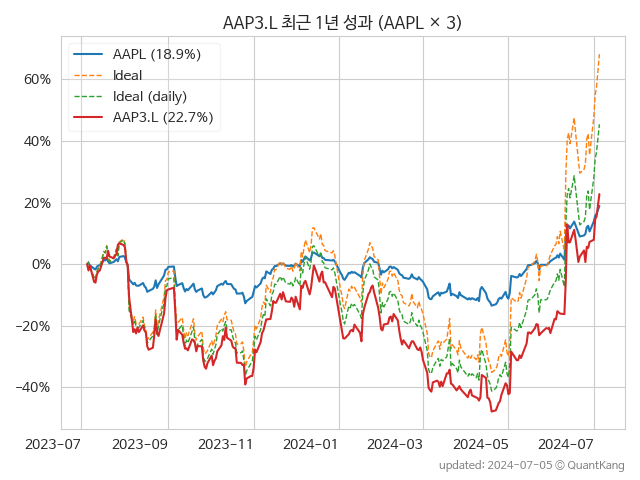 AAP3.L 최근 1년 성과 (AAPL × 3)
AAPL (18.9%)
Ideal
Ideal (daily)
AAP3.L (22.7%)
60%
40%
20%
0%
−20%
−40%
2023–07
2023–09
2023–11
2024–01
2024–03
2024–05
2024–07
updated: 2024-07-05 © QuantKang